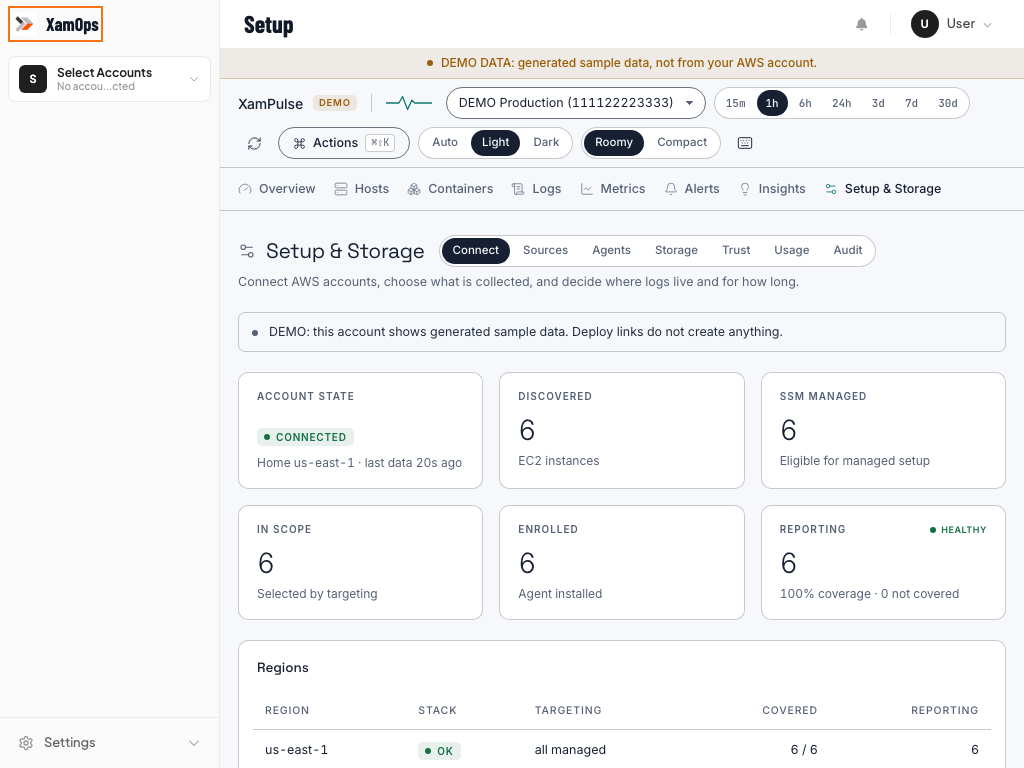 XamOps
Setup
U
User
S
Select Accounts
No accou...cted
DEMO DATA: generated sample data, not from your AWS account.
XamPulse
DEMO
DEMO Production (111122223333)
15m
1h
6h
24h
3d
7d
30d
Actions
⌘⇧K
Auto
Light
Dark
Roomy
Compact
Overview
Hosts
Containers
Logs
Metrics
Alerts
Insights
Setup & Storage
Setup & Storage
Connect
Sources
Agents
Storage
Trust
Usage
Audit
Connect AWS accounts, choose what is collected, and decide where logs live and for how long.
DEMO: this account shows generated sample data. Deploy links do not create anything.
ACCOUNT STATE
CONNECTED
Home us-east-1 · last data 20s ago
DISCOVERED
6
EC2 instances
SSM MANAGED
6
Eligible for managed setup
IN SCOPE
6
Selected by targeting
ENROLLED
6
Agent installed
REPORTING
HEALTHY
6
100% coverage · 0 not covered
Regions
REGION STACK TARGETING COVERED REPORTING
us-east-1 OK all managed 6 / 6 6
Settings